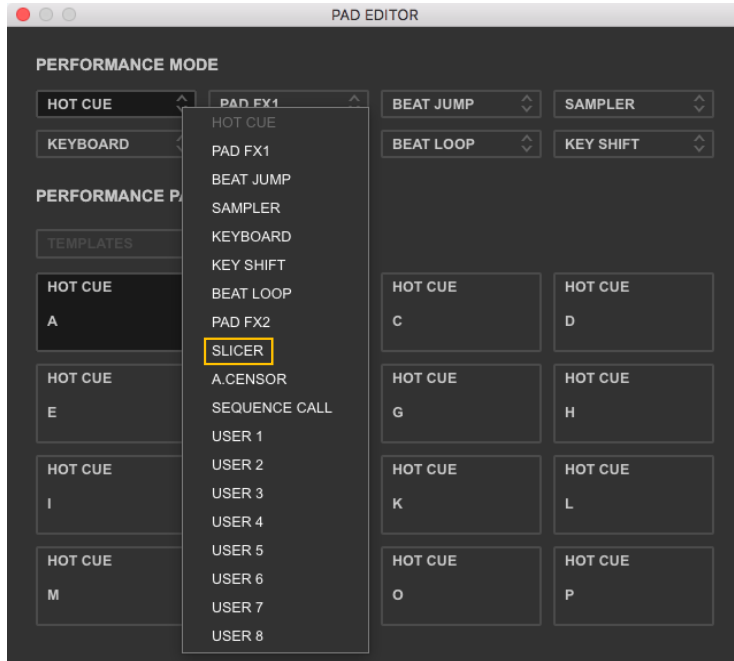 PAD EDITOR
PERFORMANCE MODE
HOT CUE
PAD FX1
BEAT JUMP
SAMPLER
KEYBOARD
BEAT LOOP
KEY SHIFT
HOT CUE
PAD FX1
BEAT JUMP
SAMPLER
KEYBOARD
KEY SHIFT
BEAT LOOP
PAD FX2
SLICER
A.CENSOR
SEQUENCE CALL
USER 1
USER 2
USER 3
USER 4
USER 5
USER 6
USER 7
USER 8
PERFORMANCE
TEMPLATES
HOT CUE
A
HOT CUE
C
HOT CUE
D
HOT CUE
E
HOT CUE
G
HOT CUE
H
HOT CUE
I
HOT CUE
K
HOT CUE
L
HOT CUE
M
HOT CUE
O
HOT CUE
P